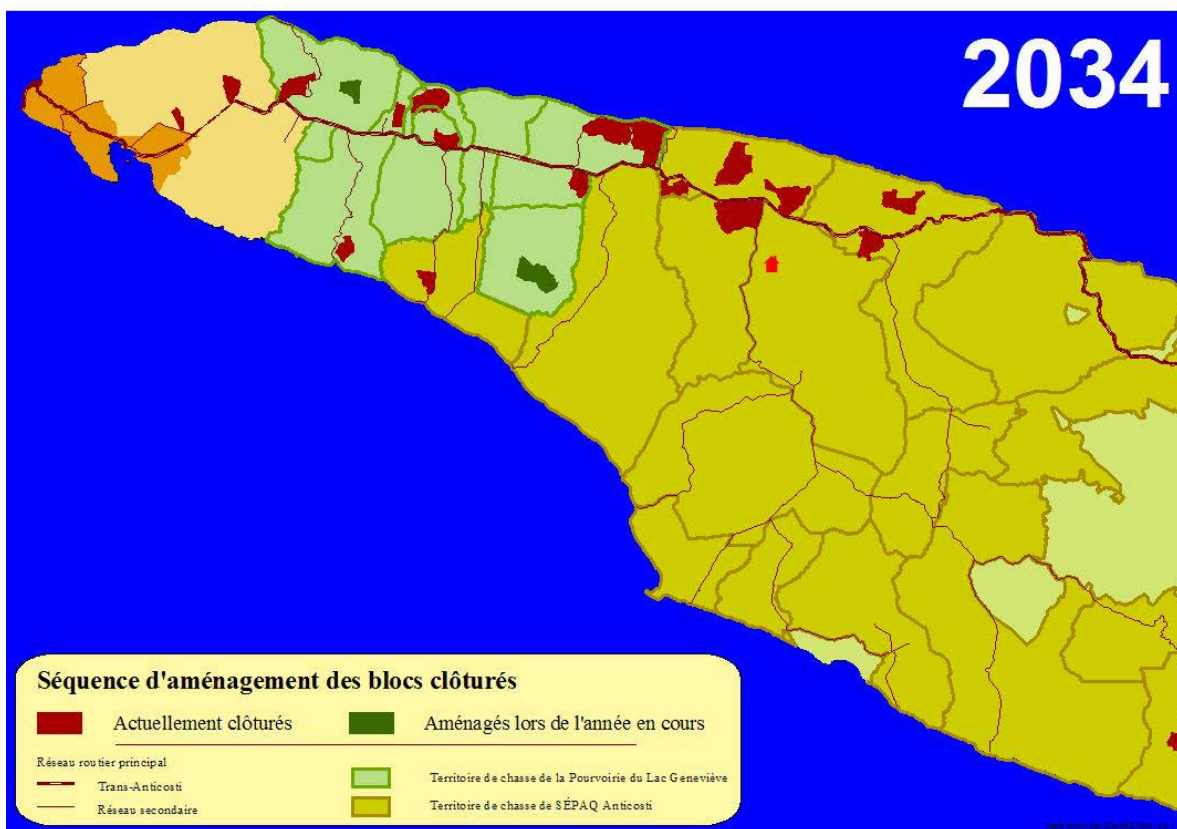 2034
Séquence d'aménagement des blocs clôturés
Actuellement clôturés
Aménagés lors de l'année en cours
Réseau routier principal
Trans-Anticosti
Réseau secondaire
Territoire de chasse de la Pourvoirie du Lac Geneviève
Territoire de chasse de SÉPAQ Anticosti